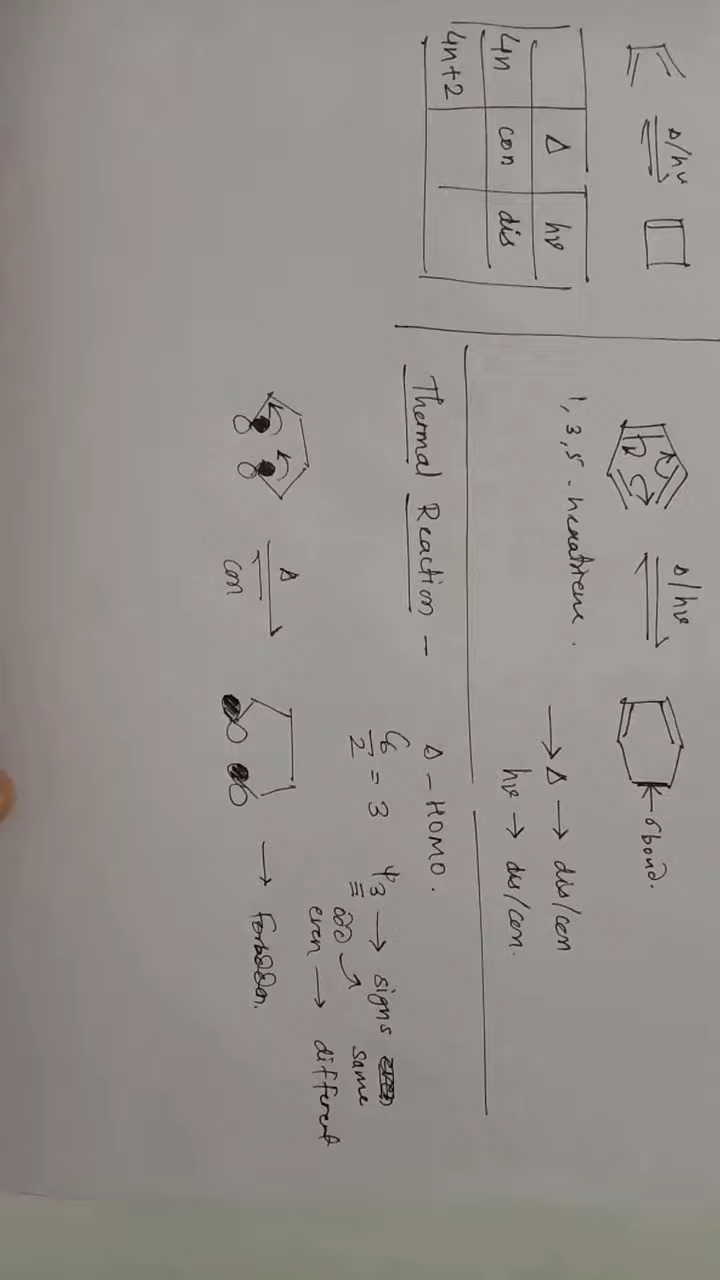 Δ/hν
Δ hν
4n con dis
4n+2
Δ/hν
σ bond.
1,3,5 - hexatriene.
→ Δ → dis/con
hν → dis/con.
Thermal Reaction -
Δ - HOMO.
6/2 = 3 ψ3 → signs same
odd
even → different
Δ
con
→ Forbidden.